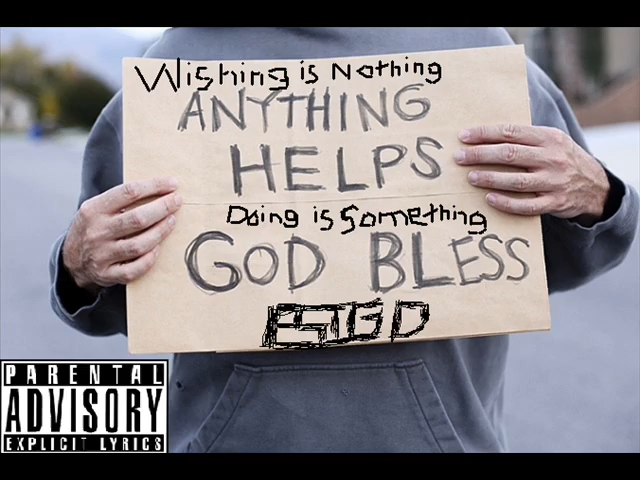 Wishing is Nothing
ANYTHING
HELPS
Doing is Something
GOD BLESS
PARENTAL
ADVISORY
EXPLICIT LYRICS